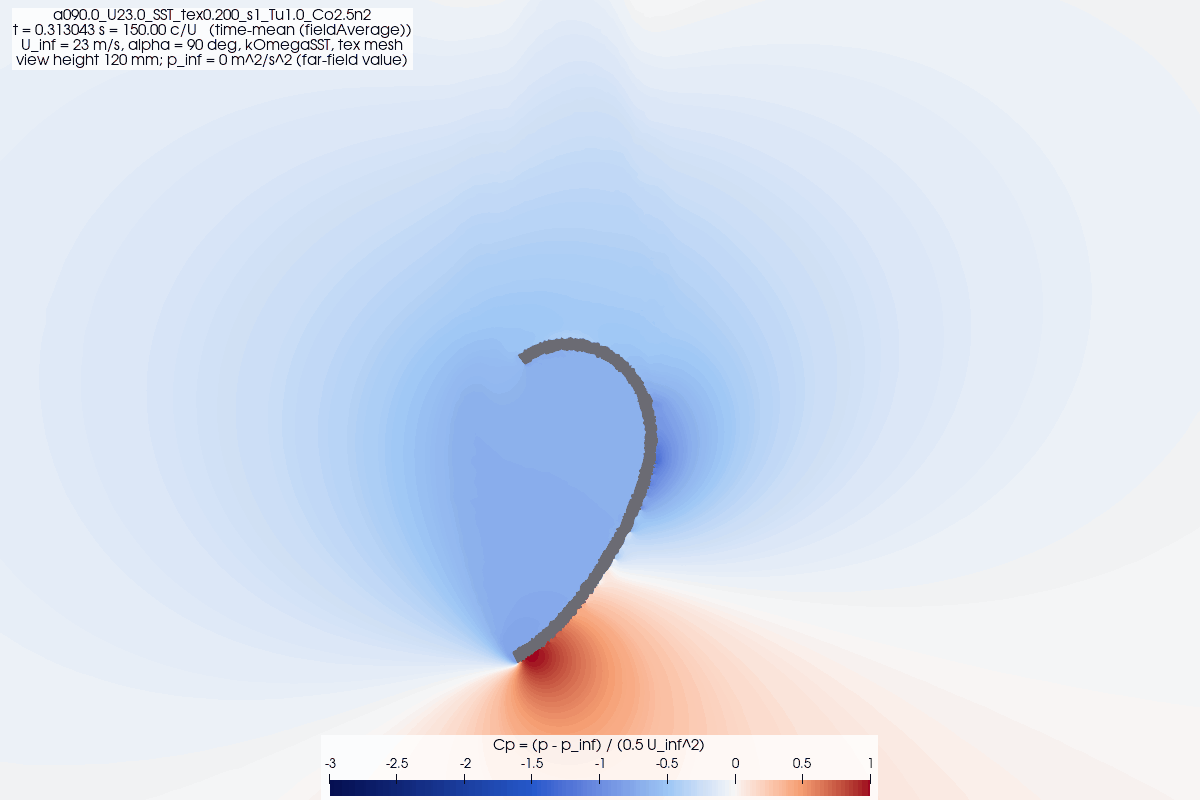 a090.0_U23.0_SST_tex0.200_s1_Tu1.0_Co2.5n2
t = 0.313043 s = 150.00 c/U (time-mean (fieldAverage))
U_inf = 23 m/s, alpha = 90 deg, kOmegaSST, tex mesh
view height 120 mm; p_inf = 0 m^2/s^2 (far-field value)
Cp = (p - p_inf) / (0.5 U_inf^2)
-3 -2.5 -2 -1.5 -1 -0.5 0 0.5 1